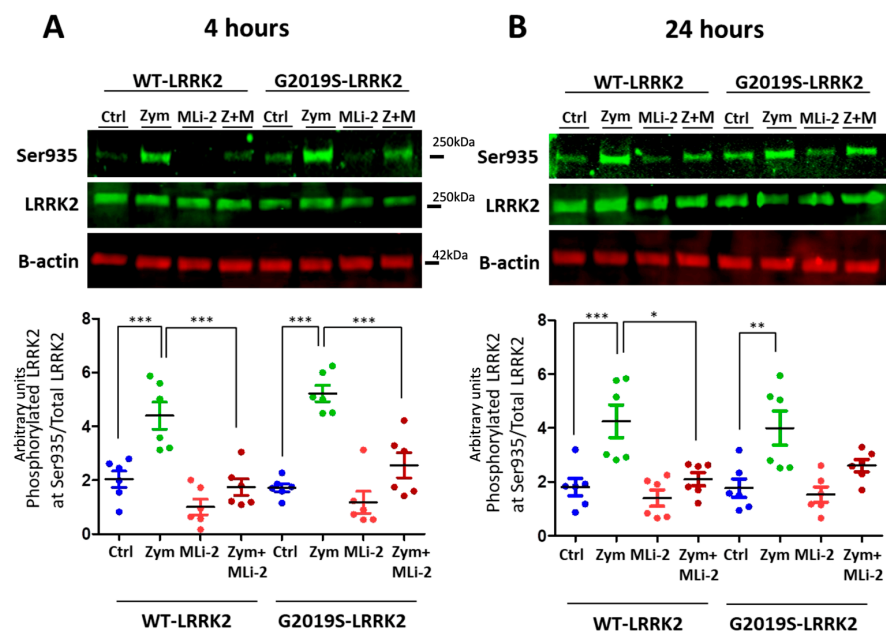 A
4 hours
WT-LRRK2 G2019S-LRRK2
Ctrl Zym MLi-2 Z+M Ctrl Zym MLi-2 Z+M
Ser935
250kDa
LRRK2
250kDa
B-actin
42kDa
Arbitrary units
Phosphorylated LRRK2
at Ser935/Total LRRK2
8
6
4
2
0
*** *** *** ***
Ctrl Zym MLi-2 Zym+
MLi-2
Ctrl Zym MLi-2 Zym+
MLi-2
WT-LRRK2 G2019S-LRRK2
B
24 hours
WT-LRRK2 G2019S-LRRK2
Ctrl Zym MLi-2 Z+M Ctrl Zym MLi-2 Z+M
Ser935
LRRK2
B-actin
Arbitrary units
Phosphorylated LRRK2
at Ser935/Total LRRK2
8
6
4
2
0
*** * **
Ctrl Zym MLi-2 Zym+
MLi-2
Ctrl Zym MLi-2 Zym+
MLi-2
WT-LRRK2 G2019S-LRRK2